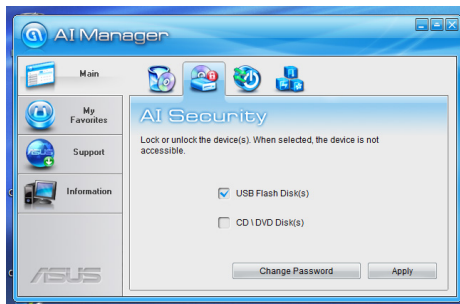 AI Manager
Main
My
Favorites
Support
Information
AI Security
Lock or unlock the device(s). When selected, the device is not
accessible.
USB Flash Disk(s)
CD \ DVD Disk(s)
Change Password
Apply
ASUS